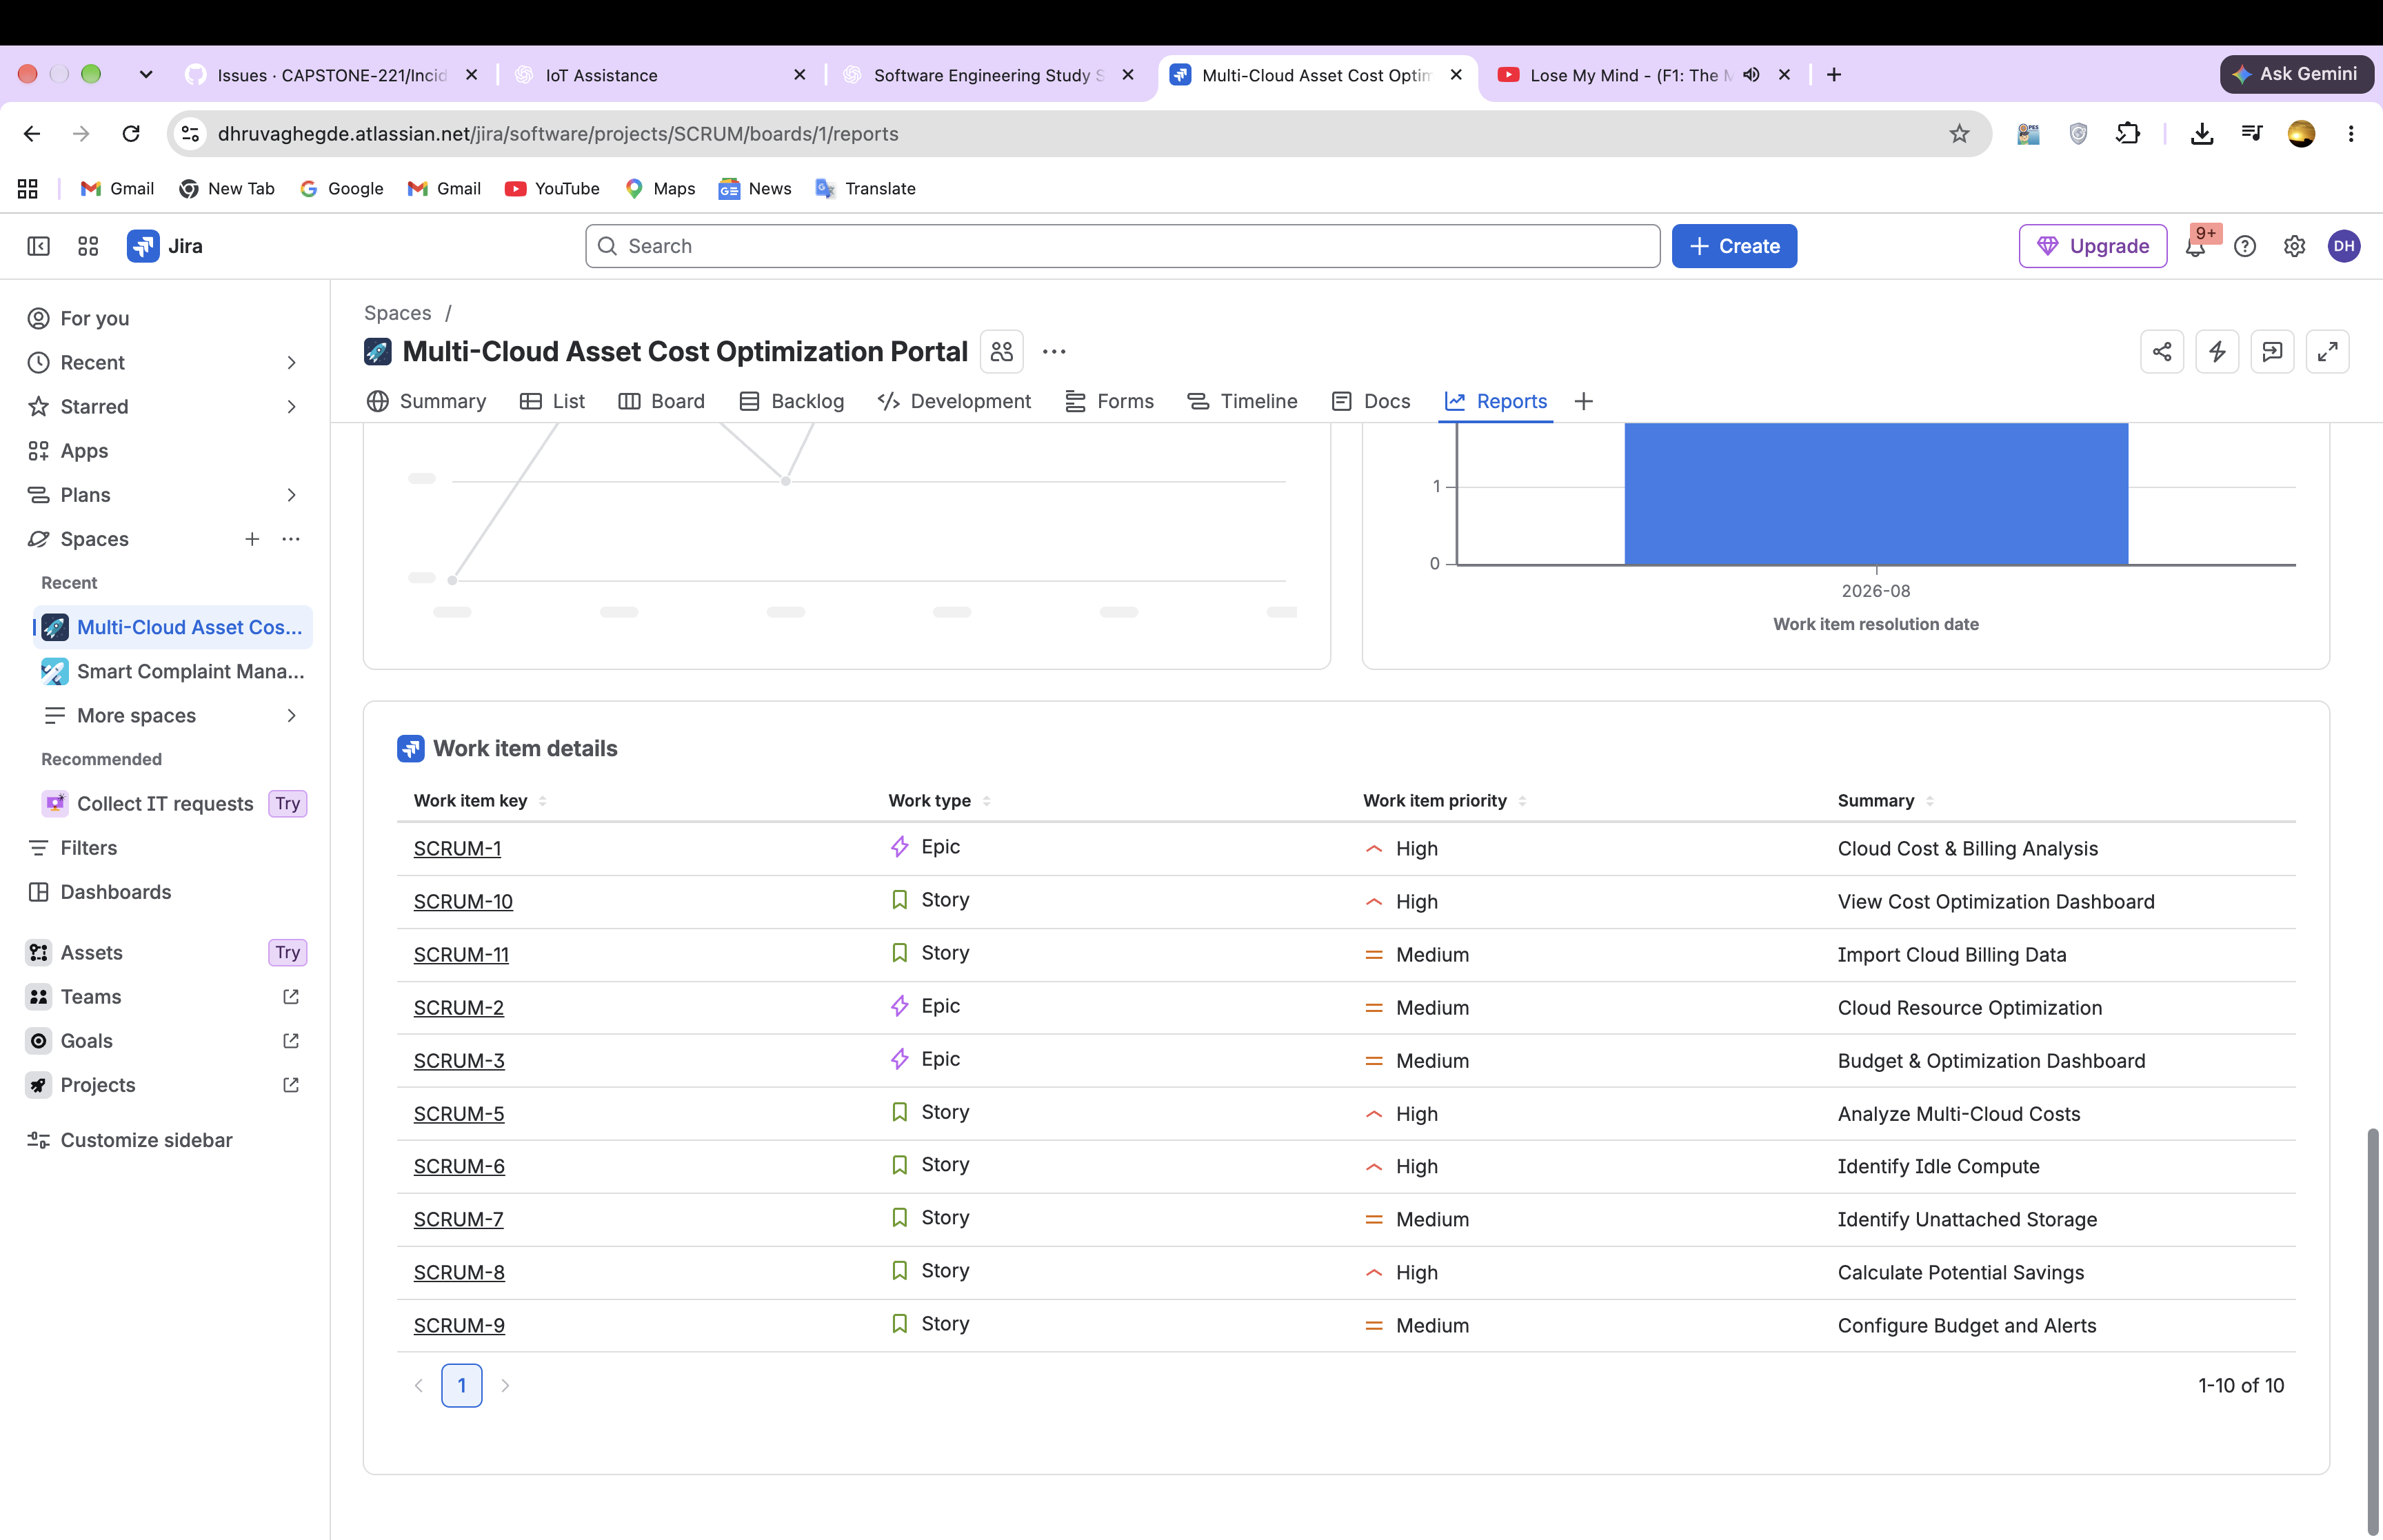 Issues · CAPSTONE-221/Incid
IoT Assistance
Software Engineering Study S
Multi-Cloud Asset Cost Optim
Lose My Mind - (F1: The M
Ask Gemini
dhruvaghegde.atlassian.net/jira/software/projects/SCRUM/boards/1/reports
Gmail
New Tab
Google
Gmail
YouTube
Maps
News
Translate
Jira
Search
Create
Upgrade
9+
DH
For you
Recent
Starred
Apps
Plans
Spaces
Recent
Multi-Cloud Asset Cos...
Smart Complaint Mana...
More spaces
Recommended
Collect IT requests Try
Filters
Dashboards
Assets Try
Teams
Goals
Projects
Customize sidebar
Spaces /
Multi-Cloud Asset Cost Optimization Portal
Summary List Board Backlog Development Forms Timeline Docs Reports
1
0
2026-08
Work item resolution date
Work item details
Work item key Work type Work item priority Summary
SCRUM-1 Epic High Cloud Cost & Billing Analysis
SCRUM-10 Story High View Cost Optimization Dashboard
SCRUM-11 Story Medium Import Cloud Billing Data
SCRUM-2 Epic Medium Cloud Resource Optimization
SCRUM-3 Epic Medium Budget & Optimization Dashboard
SCRUM-5 Story High Analyze Multi-Cloud Costs
SCRUM-6 Story High Identify Idle Compute
SCRUM-7 Story Medium Identify Unattached Storage
SCRUM-8 Story High Calculate Potential Savings
SCRUM-9 Story Medium Configure Budget and Alerts
1
1-10 of 10